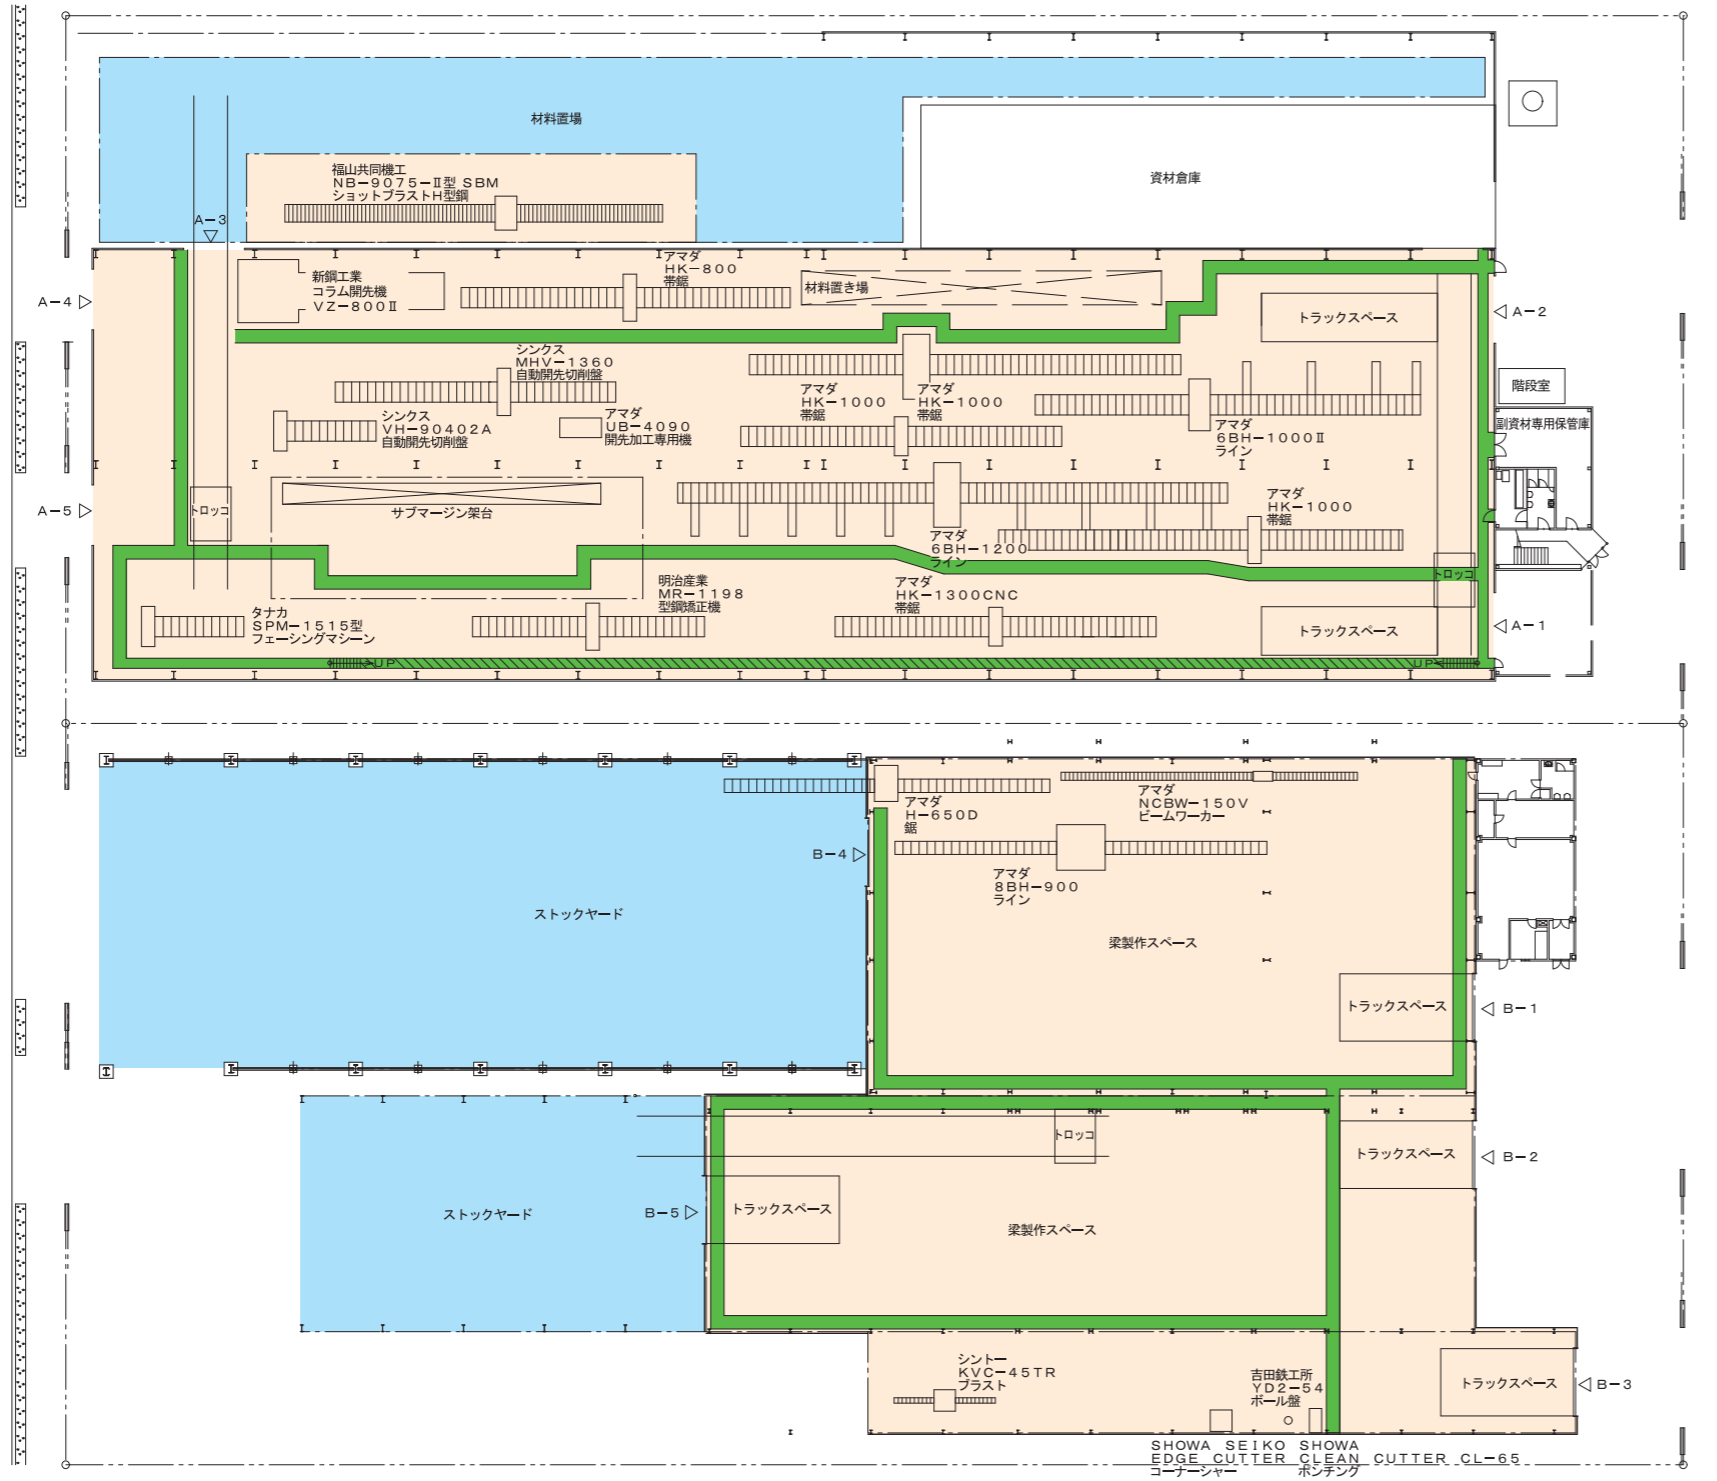 材料置場
福山共同機工
NB-9075-Ⅱ型 SBM
ショットブラストH型鋼
資材倉庫
A-3
A-4
新鋼工業
コラム開先機
VZ-800Ⅱ
アマダ
HK-800
帯鋸
材料置き場
トラックスペース
A-2
シンクス
MHV-1360
自動開先切削盤
アマダ
HK-1000
帯鋸
アマダ
HK-1000
帯鋸
階段室
シンクス
VH-90402A
自動開先切削盤
アマダ
UB-4090
開先加工専用機
アマダ
6BH-1000Ⅱ
ライン
副資材専用保管庫
A-5
トロッコ
サブマージン架台
アマダ
HK-1000
帯鋸
アマダ
6BH-1200
ライン
トロッコ
タナカ
SPM-1515型
フェーシングマシーン
明治産業
MR-1198
型鋼矯正機
アマダ
HK-1300CNC
帯鋸
トラックスペース
A-1
UP
UP
アマダ
H-650D
鋸
アマダ
NCBW-150V
ビームワーカー
B-4
アマダ
8BH-900
ライン
ストックヤード
梁製作スペース
トラックスペース
B-1
トロッコ
トラックスペース
B-2
ストックヤード
B-5
トラックスペース
梁製作スペース
シントー
KVC-45TR
ブラスト
吉田鉄工所
YD2-54
ボール盤
トラックスペース
B-3
SHOWA SEIKO SHOWA
EDGE CUTTER CLEAN CUTTER CL-65
コーナーシャー ポンチング